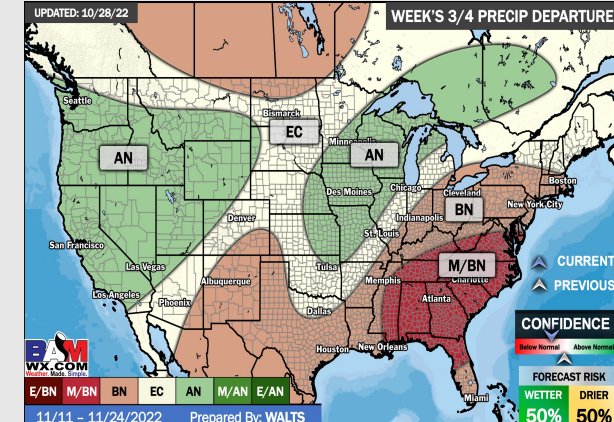 UPDATED: 10/28/22
WEEK'S 3/4 PRECIP DEPARTURE
Seattle
Bismarck
EC
Minneapolis
AN
AN
Boston
Des Moines
Chicago
Cleveland
New York City
BN
Denver
Indianapolis
San Francisco
St. Louis
Las Vegas
Tulsa
M/BN
CURRENT
Albuquerque
Memphis
Charlotte
Los Angeles
Phoenix
Atlanta
PREVIOUS
Dallas
CONFIDENCE
Houston
New Orleans
Below Normal
Above Normal
BAM
WX.COM
Weather. Made. Simple.
FORECAST RISK
E/BN M/BN BN EC AN M/AN E/AN
Miami
WETTER DRIER
50% 50%
11/11 – 11/24/2022 Prepared By: WALTS